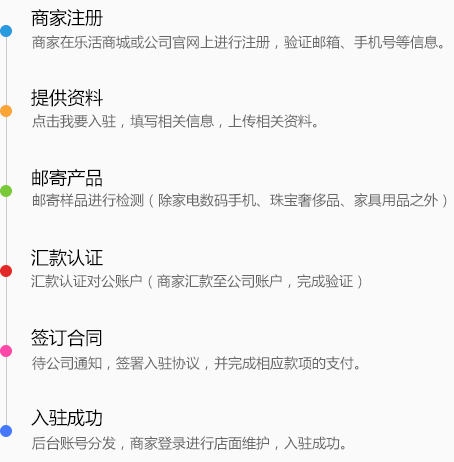 商家注册
商家在乐活商城或公司官网上进行注册，验证邮箱、手机号等信息。
提供资料
点击我要入驻，填写相关信息，上传相关资料。
邮寄产品
邮寄样品进行检测（除家电数码手机、珠宝奢侈品、家具用品之外）
汇款认证
汇款认证对公账户（商家汇款至公司账户，完成验证）
签订合同
待公司通知，签署入驻协议，并完成相应款项的支付。
入驻成功
后台账号分发，商家登录进行店面维护，入驻成功。